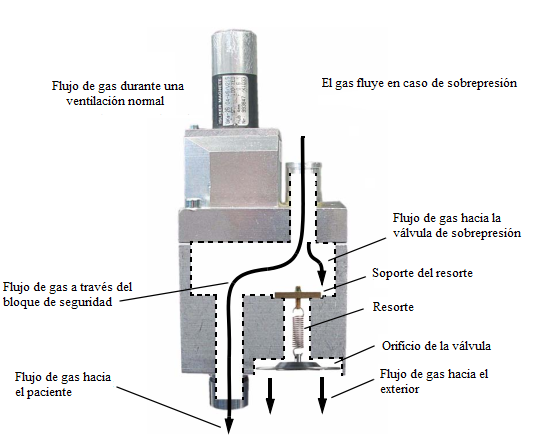 Flujo de gas durante una
ventilación normal
El gas fluye en caso de sobrepresión
Flujo de gas hacia la
válvula de sobrepresión
Soporte del resorte
Flujo de gas a través del
bloque de seguridad
Resorte
Orificio de la válvula
Flujo de gas hacia
el paciente
Flujo de gas hacia el
exterior